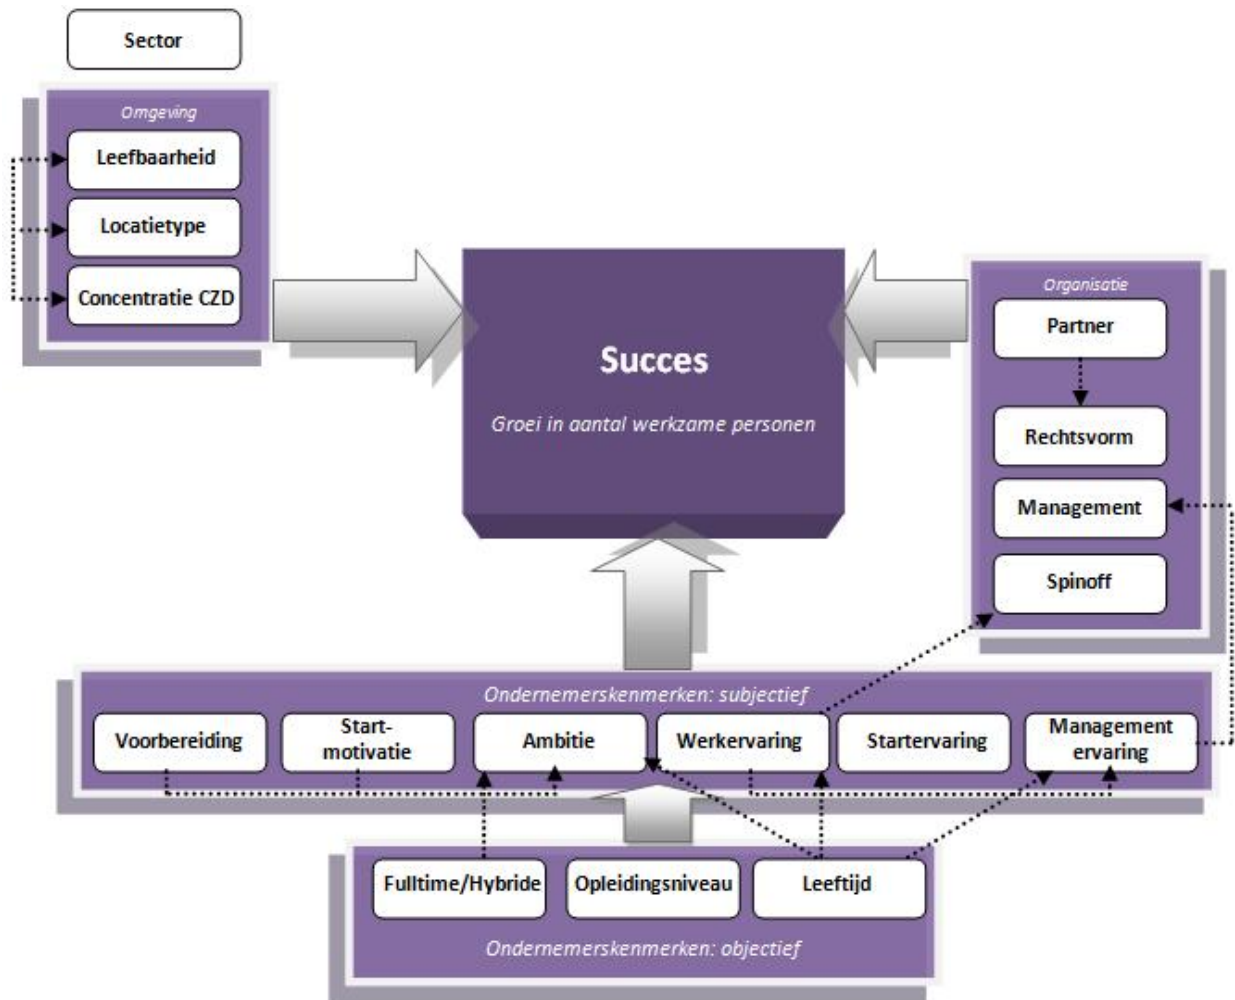 Sector
Omgeving
Leefbaarheid
Locatietype
Concentratie CZD
Succes
Groei in aantal werkzame personen
Organisatie
Partner
Rechtsvorm
Management
Spinoff
Ondernemerskenmerken: subjectief
Voorbereiding
Start-
motivatie
Ambitie
Werkervaring
Startervaring
Management
ervaring
Fulltime/Hybride
Opleidingsniveau
Leeftijd
Ondernemerskenmerken: objectief